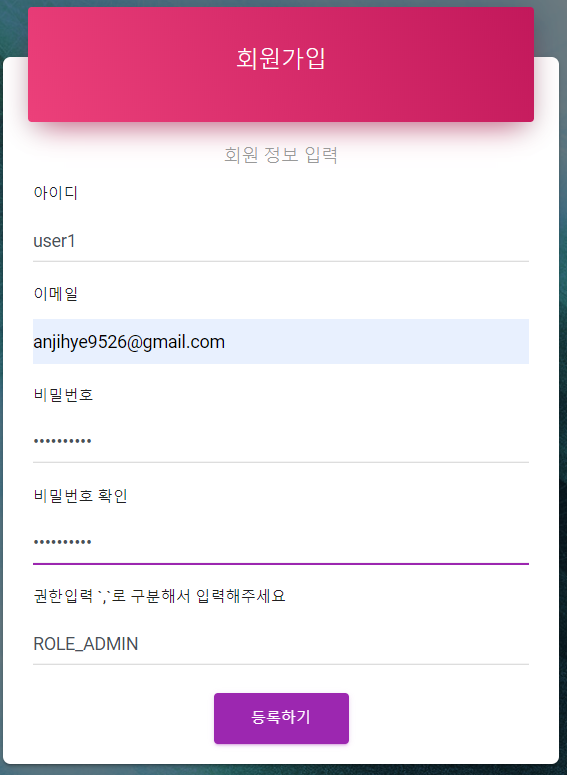 회원가입
회원 정보 입력
아이디
user1
이메일
anjihye9526@gmail.com
비밀번호
••••••••••
비밀번호 확인
••••••••••
권한입력 `,`로 구분해서 입력해주세요
ROLE_ADMIN
등록하기